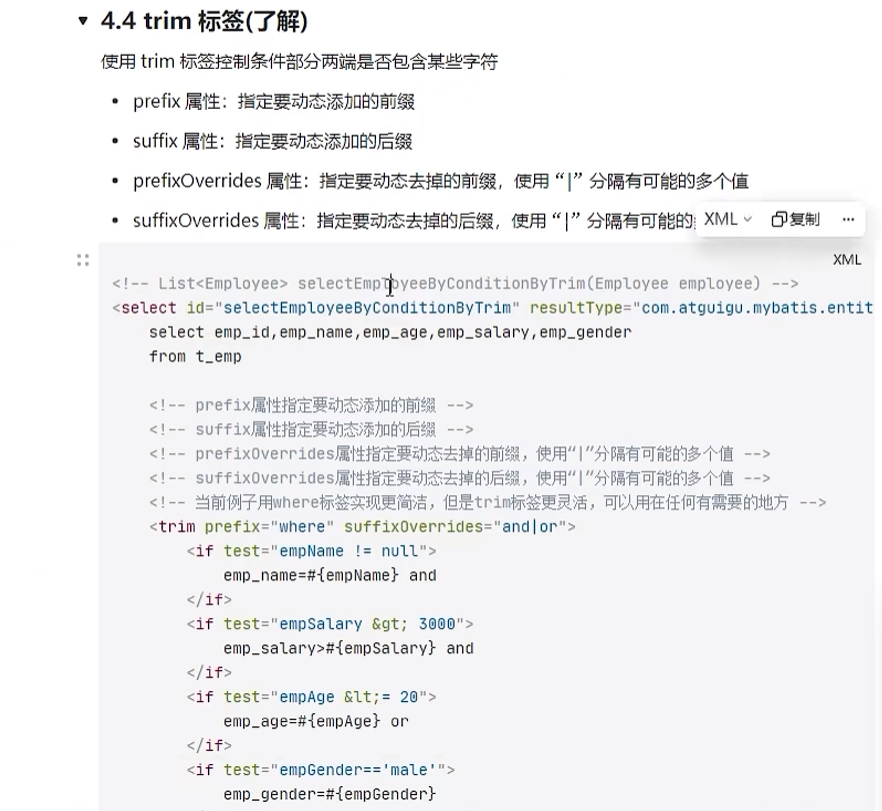 4.4 trim 标签(了解)
使用 trim 标签控制条件部分两端是否包含某些字符
• prefix 属性：指定要动态添加的前缀
• suffix 属性：指定要动态添加的后缀
• prefixOverrides 属性：指定要动态去掉的前缀，使用“|”分隔有可能的多个值
• suffixOverrides 属性：指定要动态去掉的后缀，使用“|”分隔有可能的
XML 复制 ···
XML
<!-- List<Employee> selectEmployeeByConditionByTrim(Employee employee) -->
<select id="selectEmployeeByConditionByTrim" resultType="com.atguigu.mybatis.entit
select emp_id,emp_name,emp_age,emp_salary,emp_gender
from t_emp
<!-- prefix属性指定要动态添加的前缀 -->
<!-- suffix属性指定要动态添加的后缀 -->
<!-- prefixOverrides属性指定要动态去掉的前缀，使用“|”分隔有可能的多个值 -->
<!-- suffixOverrides属性指定要动态去掉的后缀，使用“|”分隔有可能的多个值 -->
<!-- 当前例子用where标签实现更简洁，但是trim标签更灵活，可以用在任何有需要的地方 -->
<trim prefix="where" suffixOverrides="and|or">
<if test="empName != null">
emp_name=#{empName} and
</if>
<if test="empSalary &gt; 3000">
emp_salary>#{empSalary} and
</if>
<if test="empAge &lt;= 20">
emp_age=#{empAge} or
</if>
<if test="empGender=='male'">
emp_gender=#{empGender}